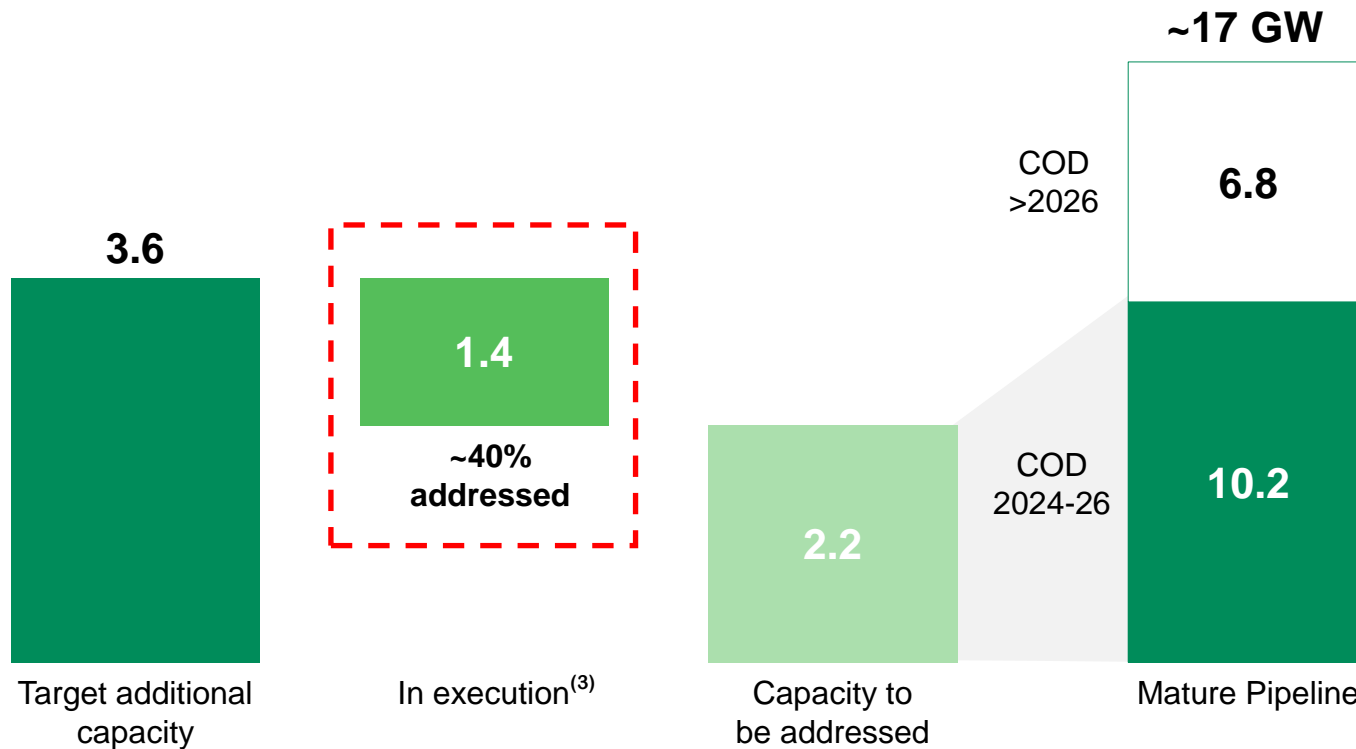 ~17 GW
COD
>2026
6.8
3.6
1.4
~40%
addressed
COD
2024-26
10.2
2.2
Target additional
capacity
In execution(3)
Capacity to
be addressed
Mature Pipeline